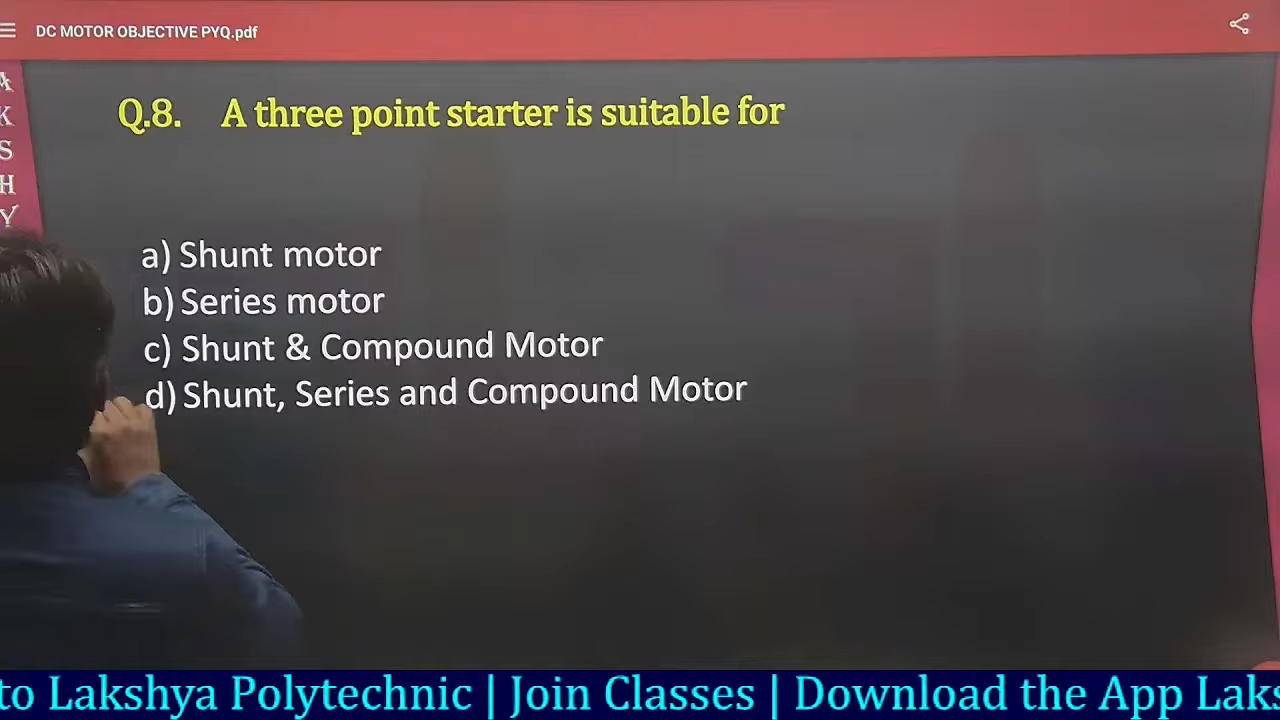 DC MOTOR OBJECTIVE PYQ.pdf
A
K
S
H
Y
Q.8. A three point starter is suitable for
a) Shunt motor
b) Series motor
c) Shunt & Compound Motor
d) Shunt, Series and Compound Motor
to Lakshya Polytechnic | Join Classes | Download the App Laks